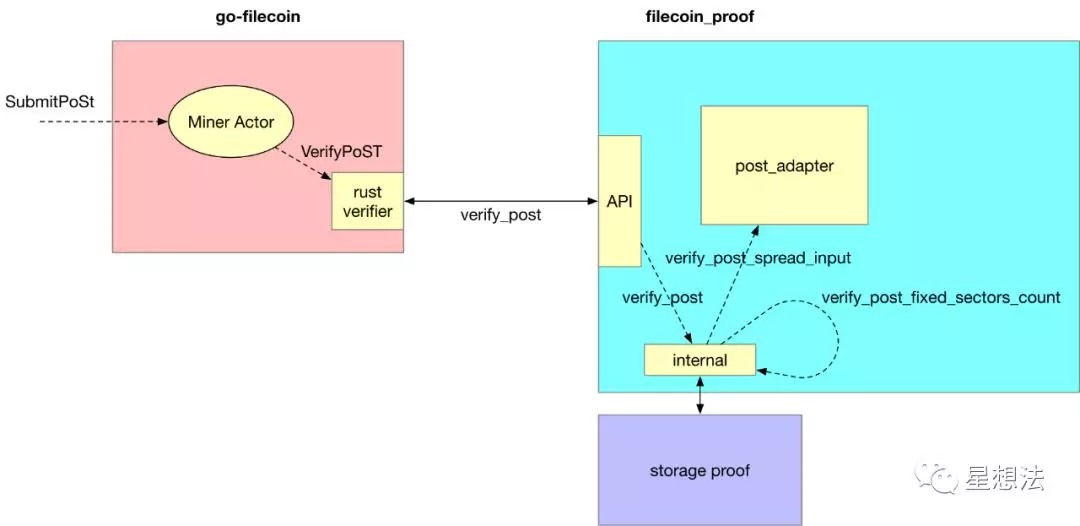 go-filecoin
filecoin_proof
SubmitPoSt
Miner Actor
VerifyPoST
rust
verifier
verify_post
API
post_adapter
verify_post_spread_input
verify_post
verify_post_fixed_sectors_count
internal
storage proof
星想法